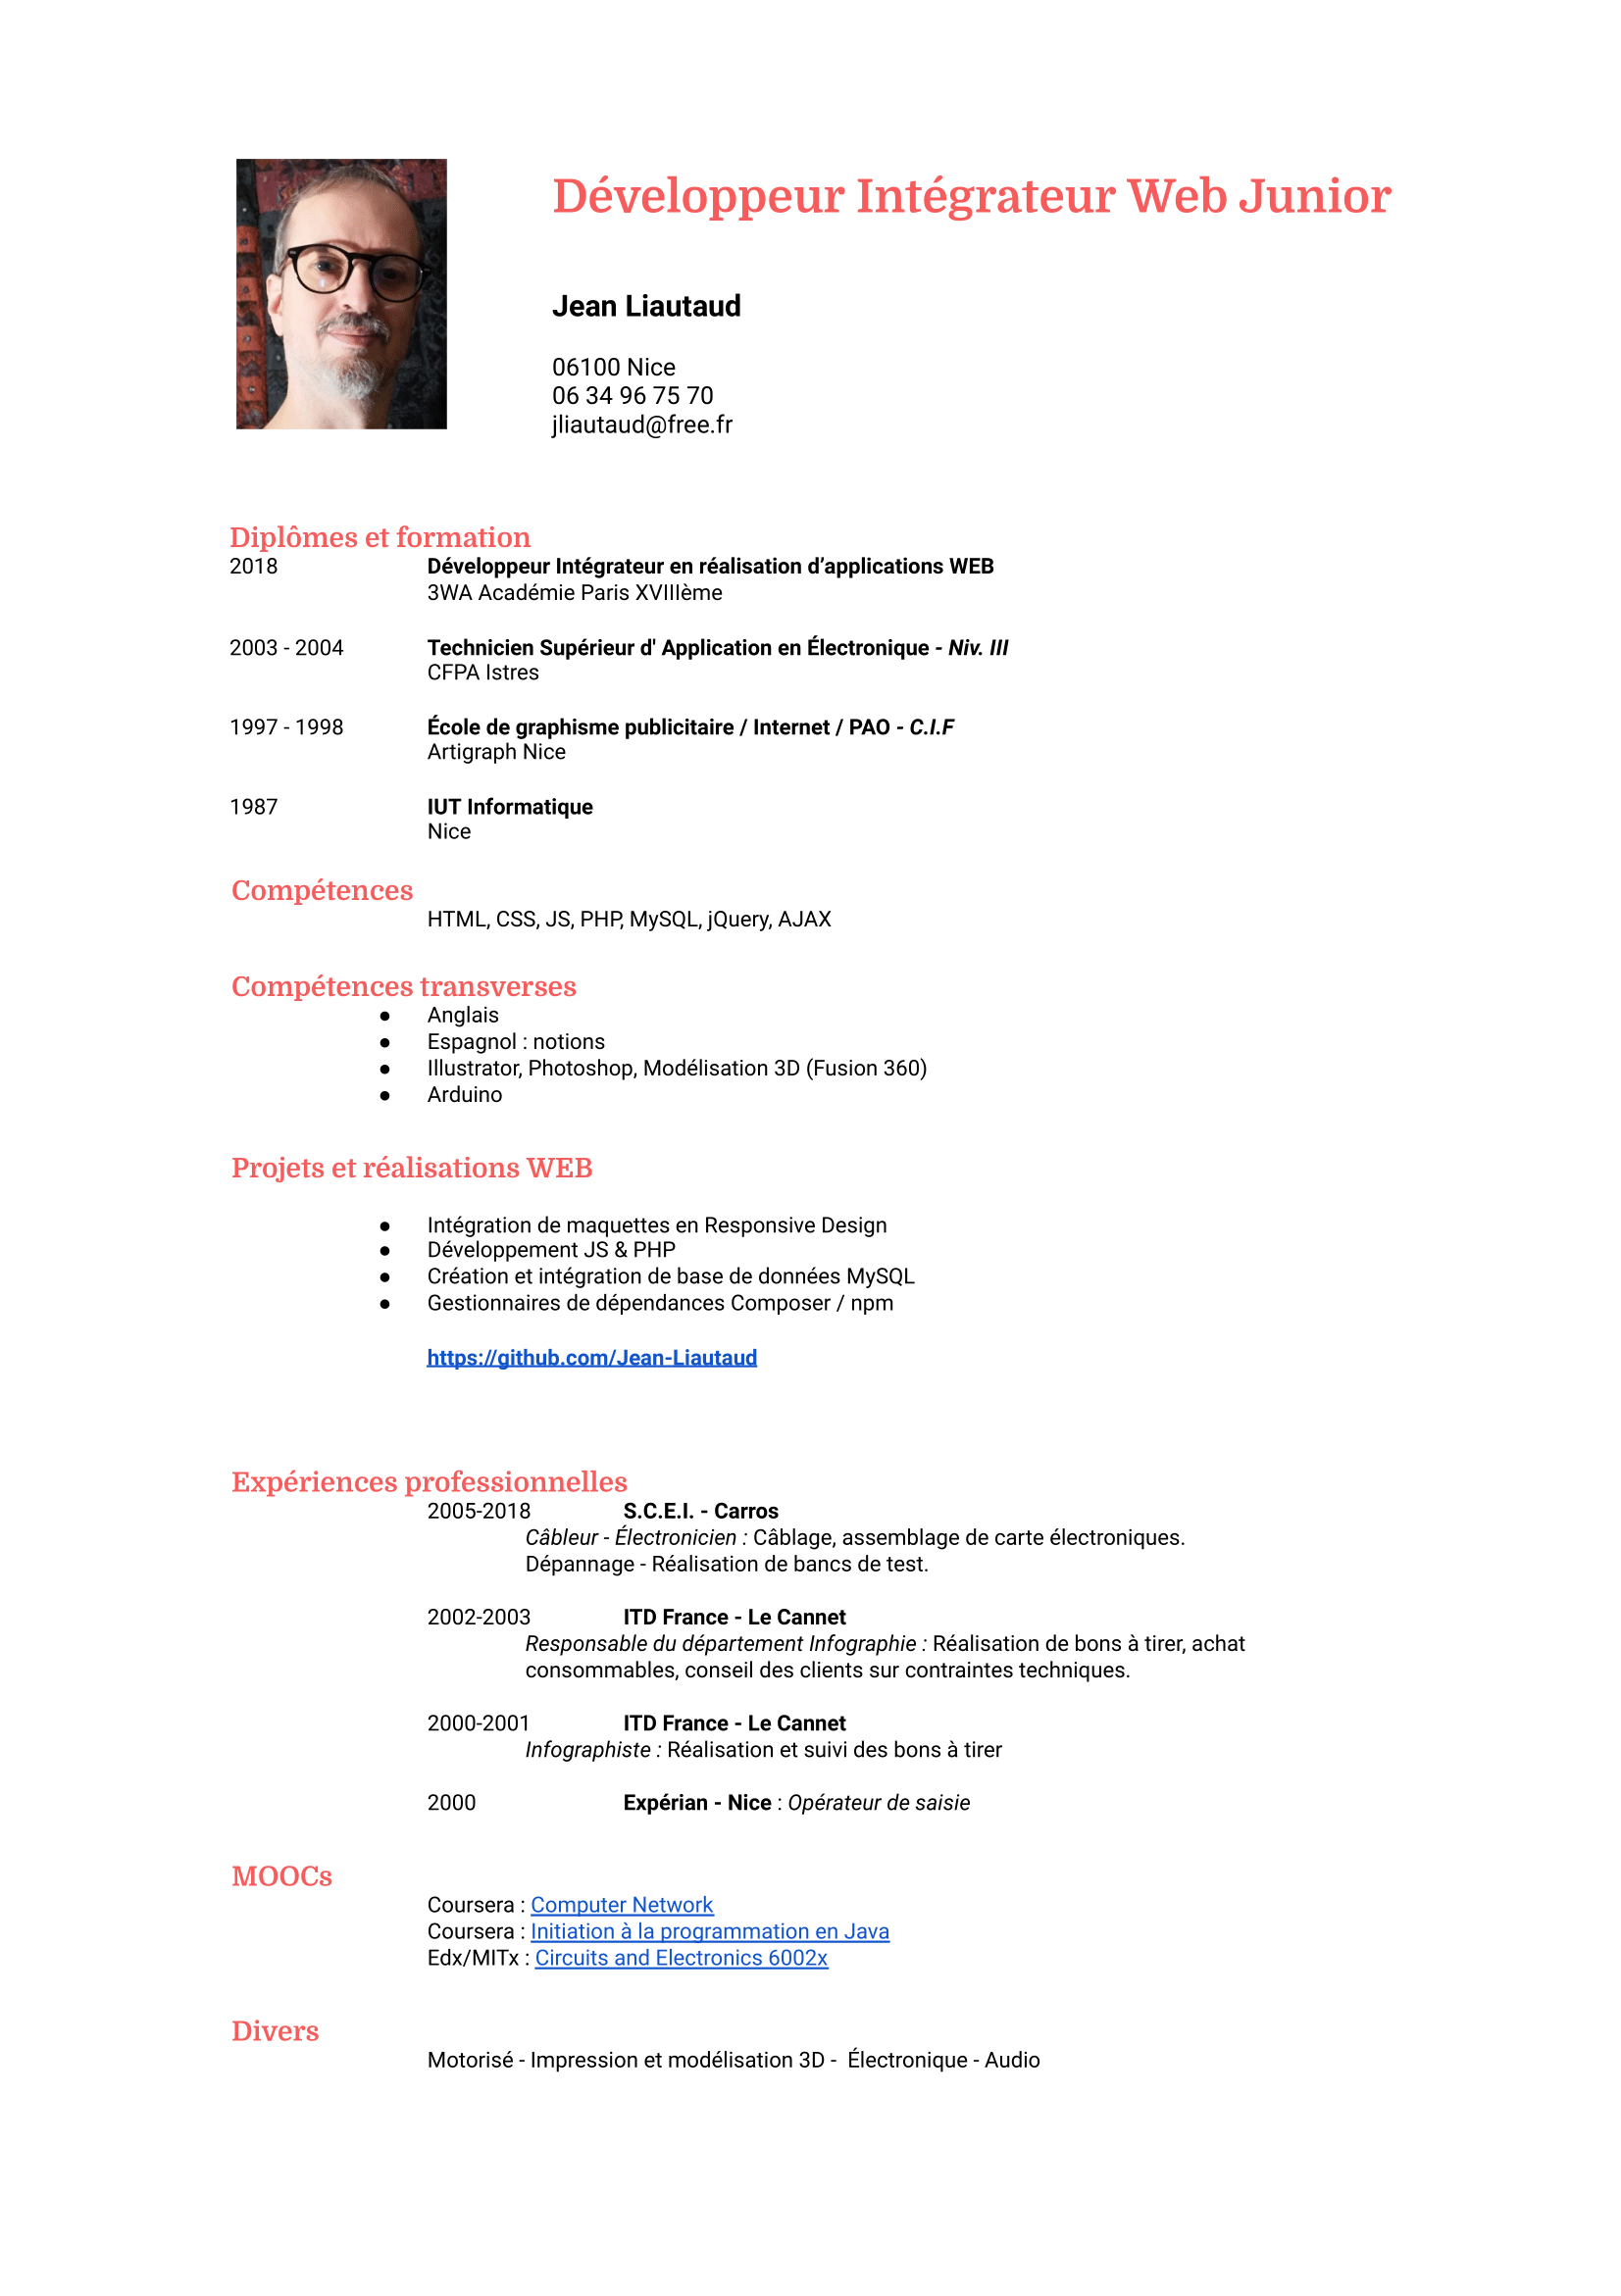 Développeur Intégrateur Web Junior
Jean Liautaud
06100 Nice
06 34 96 75 70
jliautaud@free.fr
Diplômes et formation
2018 Développeur Intégrateur en réalisation d’applications WEB
3WA Académie Paris XVIIIème
2003 - 2004 Technicien Supérieur d' Application en Électronique - Niv. III
CFPA Istres
1997 - 1998 École de graphisme publicitaire / Internet / PAO - C.I.F
Artigraph Nice
1987 IUT Informatique
Nice
Compétences
HTML, CSS, JS, PHP, MySQL, jQuery, AJAX
Compétences transverses
● Anglais
● Espagnol : notions
● Illustrator, Photoshop, Modélisation 3D (Fusion 360)
● Arduino
Projets et réalisations WEB
● Intégration de maquettes en Responsive Design
● Développement JS & PHP
● Création et intégration de base de données MySQL
● Gestionnaires de dépendances Composer / npm
https://github.com/Jean-Liautaud
Expériences professionnelles
2005-2018 S.C.E.I. - Carros
Câbleur - Électronicien : Câblage, assemblage de carte électroniques.
Dépannage - Réalisation de bancs de test.
2002-2003 ITD France - Le Cannet
Responsable du département Infographie : Réalisation de bons à tirer, achat
consommables, conseil des clients sur contraintes techniques.
2000-2001 ITD France - Le Cannet
Infographiste : Réalisation et suivi des bons à tirer
2000 Expérian - Nice : Opérateur de saisie
MOOCs
Coursera : Computer Network
Coursera : Initiation à la programmation en Java
Edx/MITx : Circuits and Electronics 6002x
Divers
Motorisé - Impression et modélisation 3D - Électronique - Audio